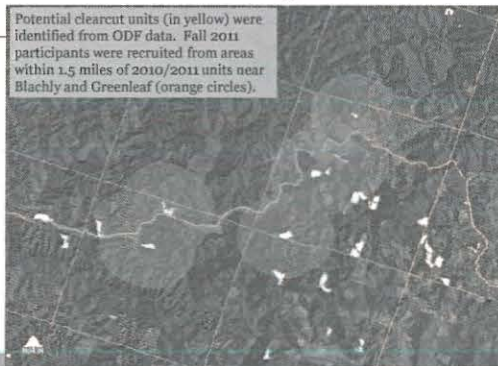 Potential clearcut units (in yellow) were
identified from ODF data. Fall 2011
participants were recruited from areas
within 1.5 miles of 2010/2011 units near
Blachly and Greenleaf (orange circles).